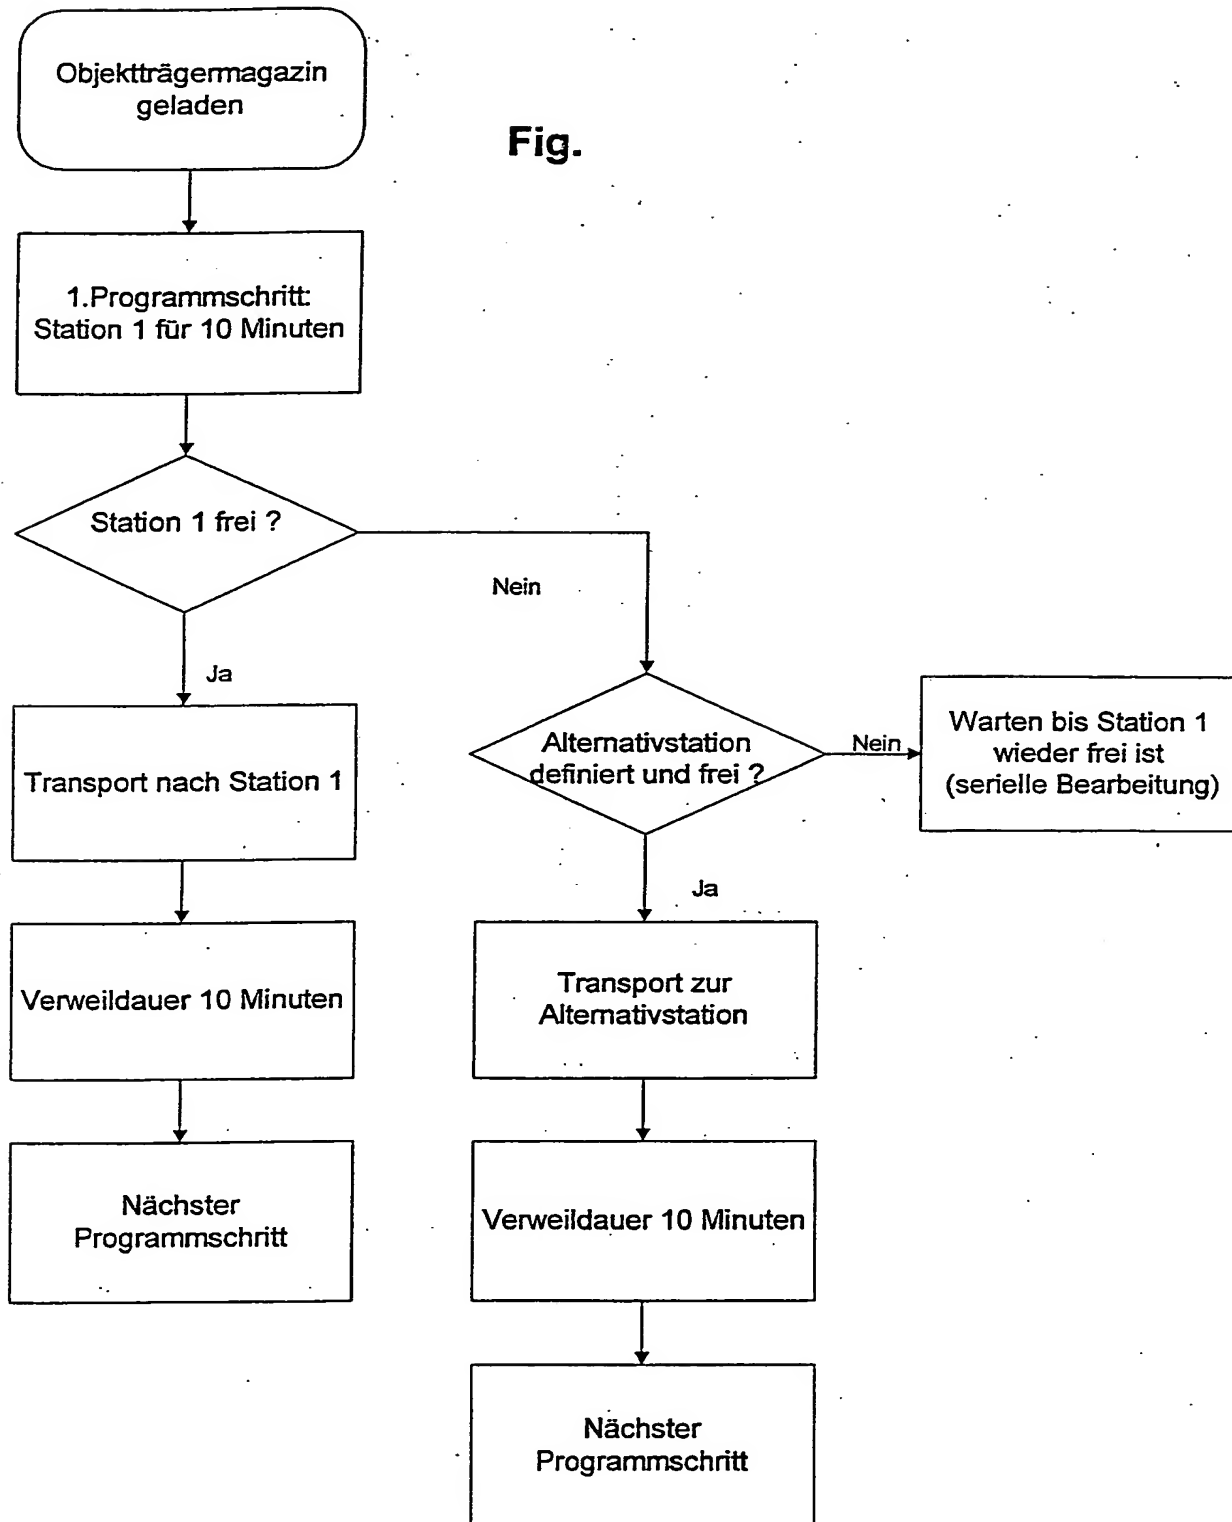 Objektträgermagazin
geladen
Fig.
1.Programmschritt:
Station 1 für 10 Minuten
Station 1 frei ?
Nein
Ja
Transport nach Station 1
Verweildauer 10 Minuten
Nächster
Programmschritt
Alternativstation
definiert und frei ?
Nein
Warten bis Station 1
wieder frei ist
(serielle Bearbeitung)
Ja
Transport zur
Alternativstation
Verweildauer 10 Minuten
Nächster
Programmschritt